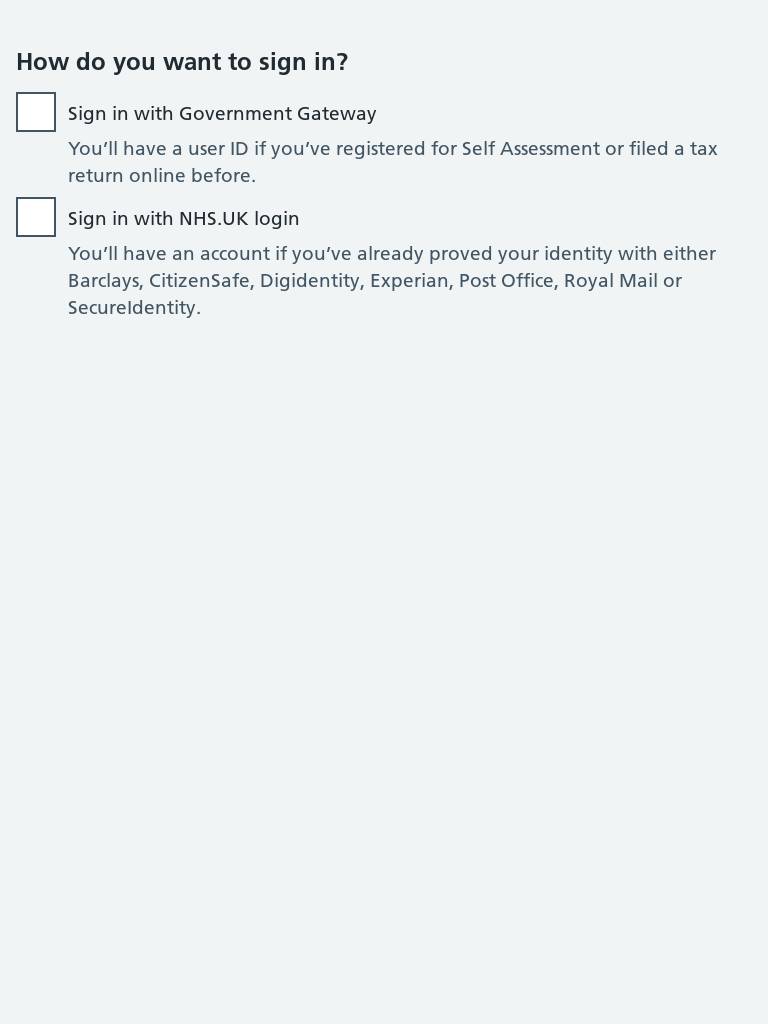 How do you want to sign in?
Sign in with Government Gateway
You’ll have a user ID if you’ve registered for Self Assessment or filed a tax
return online before.
Sign in with NHS.UK login
You’ll have an account if you’ve already proved your identity with either
Barclays, CitizenSafe, Digidentity, Experian, Post Office, Royal Mail or
SecureIdentity.